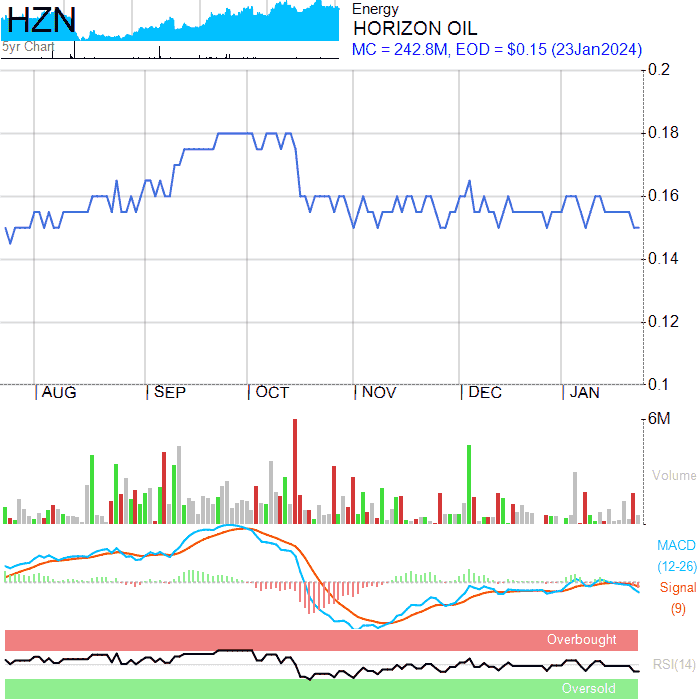 HZN
5yr Chart
Energy
HORIZON OIL
MC = 242.8M, EOD = $0.15 (23Jan2024)
0.2
0.18
0.16
0.14
0.12
0.1
AUG SEP OCT NOV DEC JAN
6M
Volume
MACD
(12-26)
Signal
(9)
Overbought
RSI(14)
Oversold